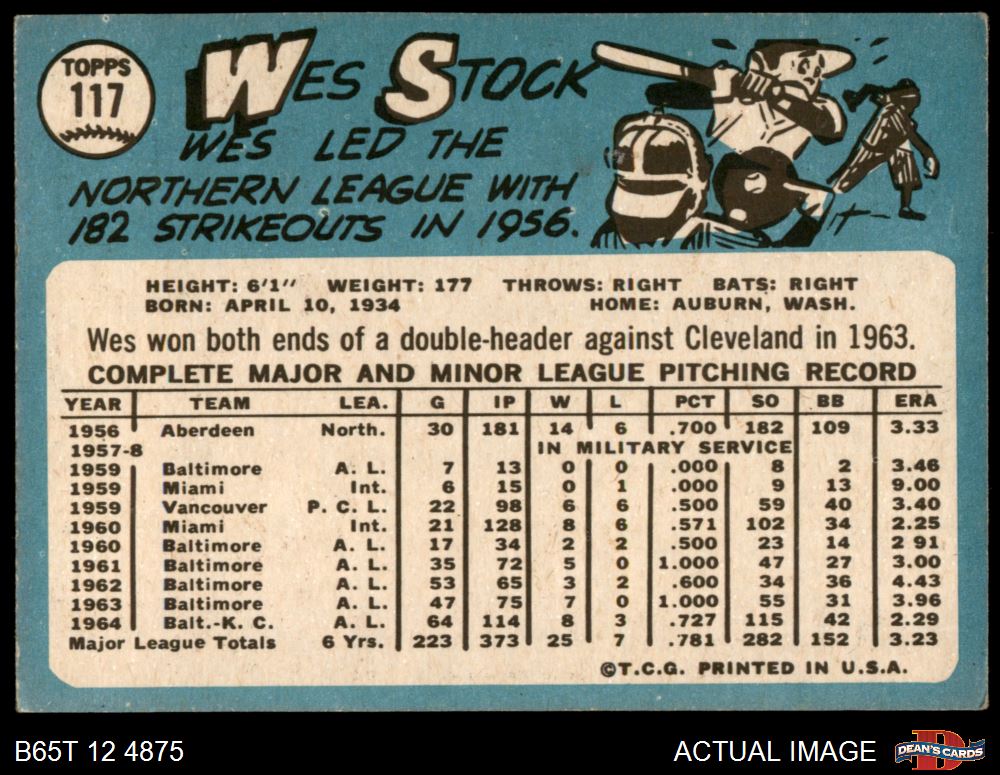 TOPPS
117
WES STOCK
WES LED THE
NORTHERN LEAGUE WITH
182 STRIKEOUTS IN 1956.
HEIGHT: 6'1" WEIGHT: 177 THROWS: RIGHT BATS: RIGHT
BORN: APRIL 10, 1934 HOME: AUBURN, WASH.
Wes won both ends of a double-header against Cleveland in 1963.
COMPLETE MAJOR AND MINOR LEAGUE PITCHING RECORD
YEAR TEAM LEA. G IP W L PCT SO BB ERA
1956 Aberdeen North. 30 181 14 6 .700 182 109 3.33
1957-8 IN MILITARY SERVICE
1959 Baltimore A. L. 7 13 0 0 .000 8 2 3.46
1959 Miami Int. 6 15 0 1 .000 9 13 9.00
1959 Vancouver P. C. L. 22 98 6 6 .500 59 40 3.40
1960 Miami Int. 21 128 8 6 .571 102 34 2.25
1960 Baltimore A. L. 17 34 2 2 .500 23 14 2 91
1961 Baltimore A. L. 35 72 5 0 1.000 47 27 3.00
1962 Baltimore A. L. 53 65 3 2 .600 34 36 4.43
1963 Baltimore A. L. 47 75 7 0 1.000 55 31 3.96
1964 Balt.-K. C. A. L. 64 114 8 3 .727 115 42 2.29
Major League Totals 6 Yrs. 223 373 25 7 .781 282 152 3.23
©T.C.G. PRINTED IN U.S.A.
B65T 12 4875 ACTUAL IMAGE DEAN'S CARDS